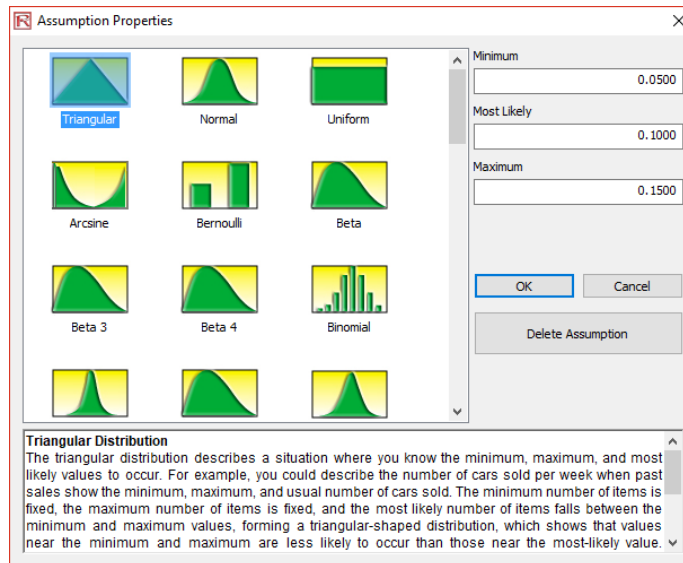 Assumption Properties
Triangular
Normal
Uniform
Arcsine
Bernoulli
Beta
Beta 3
Beta 4
Binomial
Minimum
0.0500
Most Likely
0.1000
Maximum
0.1500
OK
Cancel
Delete Assumption
Triangular Distribution
The triangular distribution describes a situation where you know the minimum, maximum, and most
likely values to occur. For example, you could describe the number of cars sold per week when past
sales show the minimum, maximum, and usual number of cars sold. The minimum number of items is
fixed, the maximum number of items is fixed, and the most likely number of items falls between the
minimum and maximum values, forming a triangular-shaped distribution, which shows that values
near the minimum and maximum are less likely to occur than those near the most-likely value.